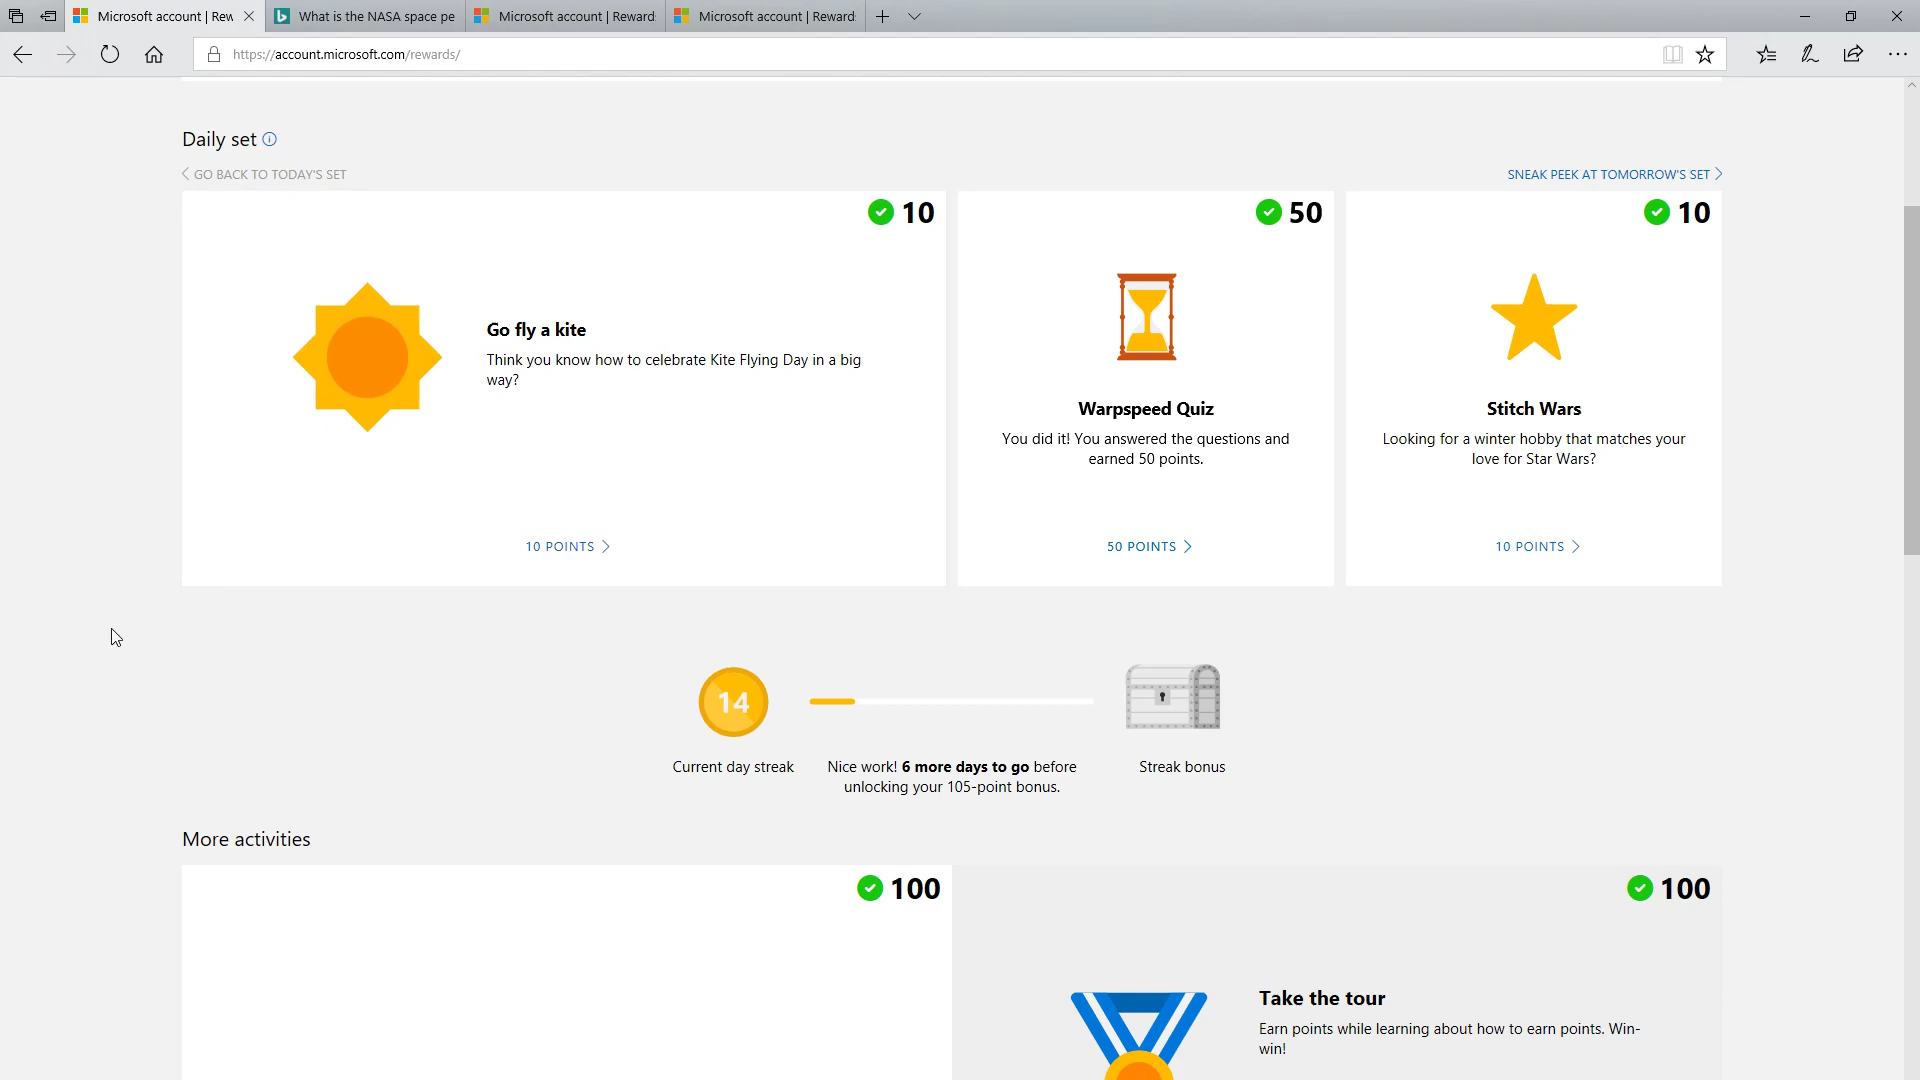 Microsoft account | Rew
What is the NASA space pe
Microsoft account | Reward
Microsoft account | Rewards
https://account.microsoft.com/rewards/
Daily set
GO BACK TO TODAY'S SET
SNEAK PEEK AT TOMORROW'S SET
10
Go fly a kite
Think you know how to celebrate Kite Flying Day in a big
way?
10 POINTS
50
Warpspeed Quiz
You did it! You answered the questions and
earned 50 points.
50 POINTS
10
Stitch Wars
Looking for a winter hobby that matches your
love for Star Wars?
10 POINTS
14
Current day streak
Nice work! 6 more days to go before
unlocking your 105-point bonus.
Streak bonus
More activities
100
100
Take the tour
Earn points while learning about how to earn points. Win-
win!